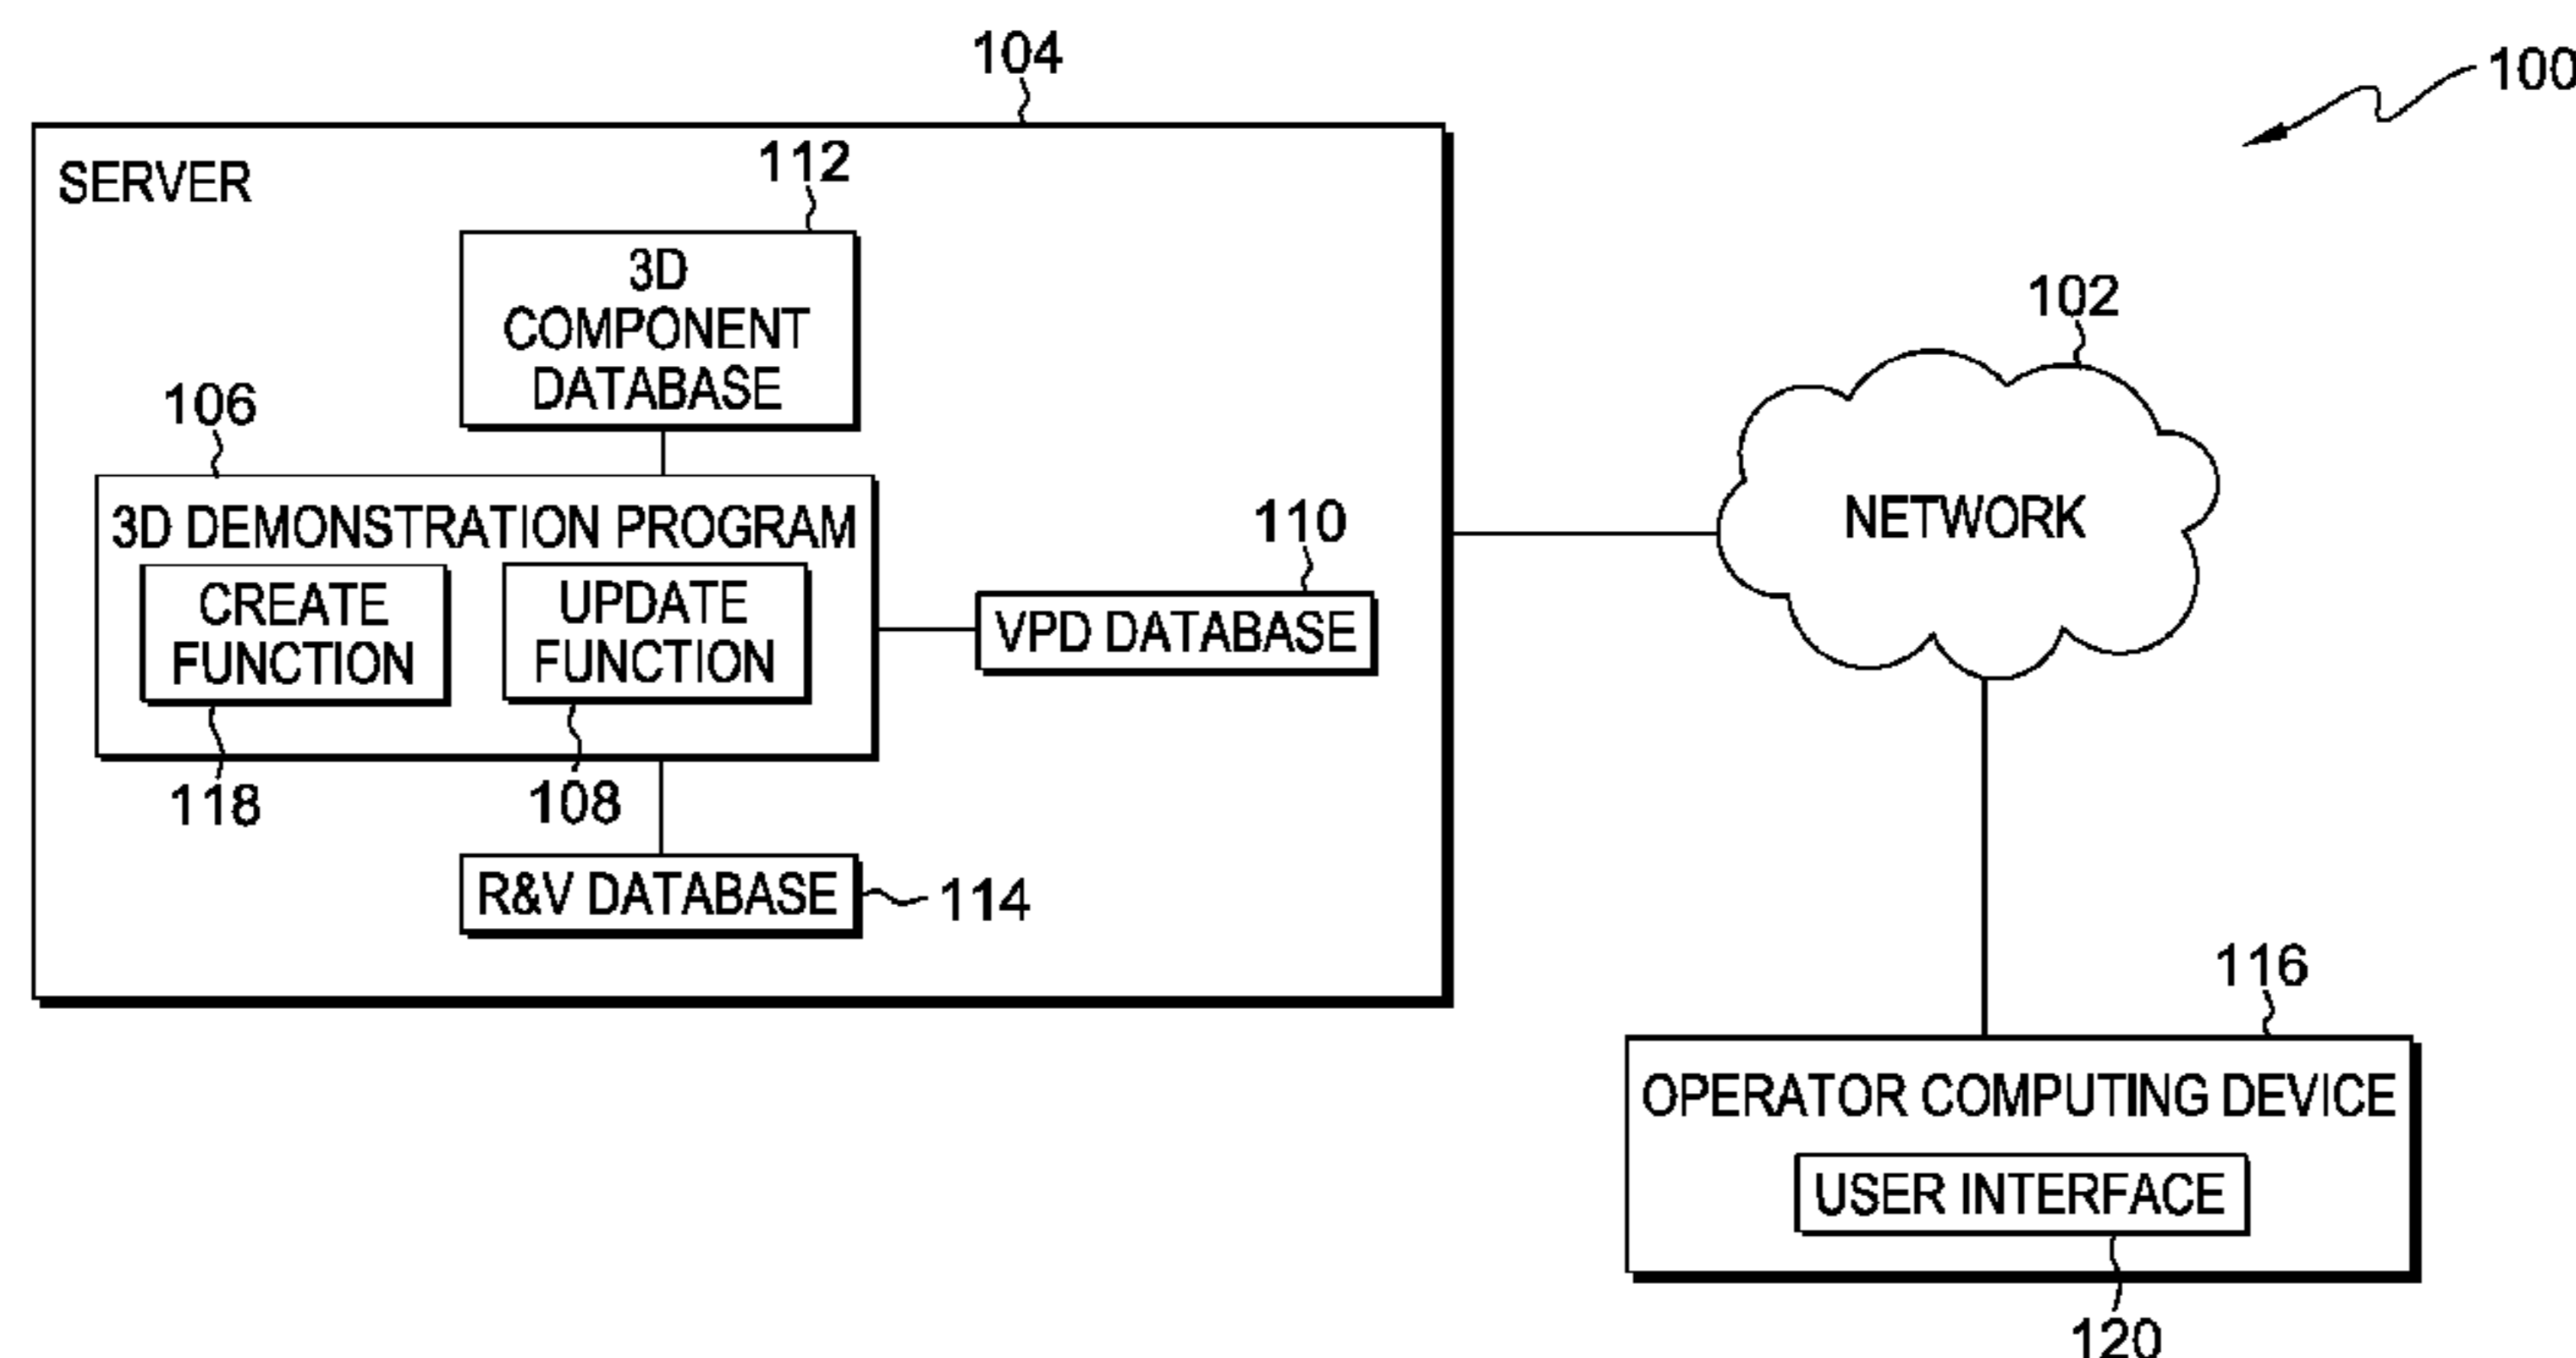 104
100
SERVER
112
3D
COMPONENT
DATABASE
102
106
3D DEMONSTRATION PROGRAM
110
NETWORK
CREATE
FUNCTION
UPDATE
FUNCTION
VPD DATABASE
118
108
R&V DATABASE
114
116
OPERATOR COMPUTING DEVICE
USER INTERFACE
120